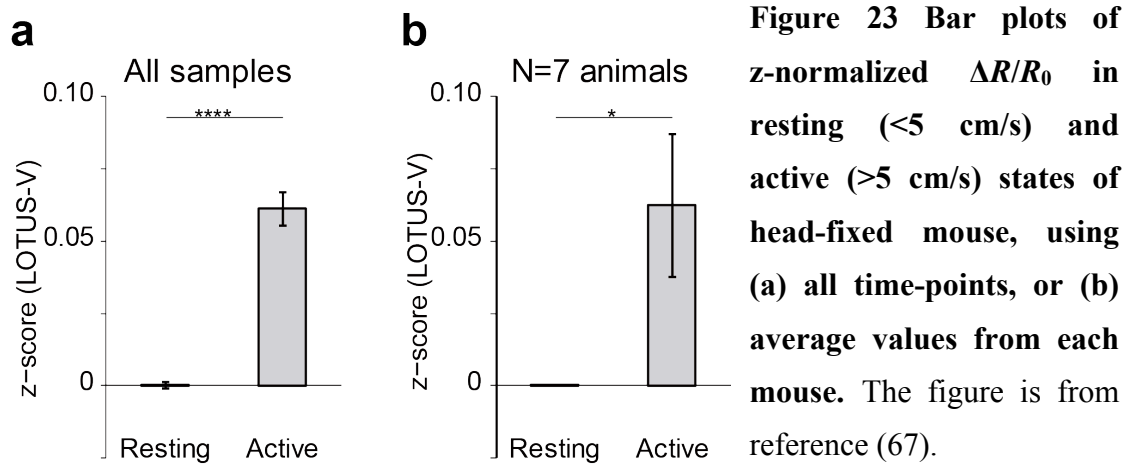 a
All samples
0.10
****
0.05
0
z-score (LOTUS-V)
Resting Active
b
N=7 animals
0.10
*
0.05
0
z-score (LOTUS-V)
Resting Active
Figure 23 Bar plots of
z-normalized ΔR/R0 in
resting (<5 cm/s) and
active (>5 cm/s) states of
head-fixed mouse, using
(a) all time-points, or (b)
average values from each
mouse. The figure is from
reference (67).